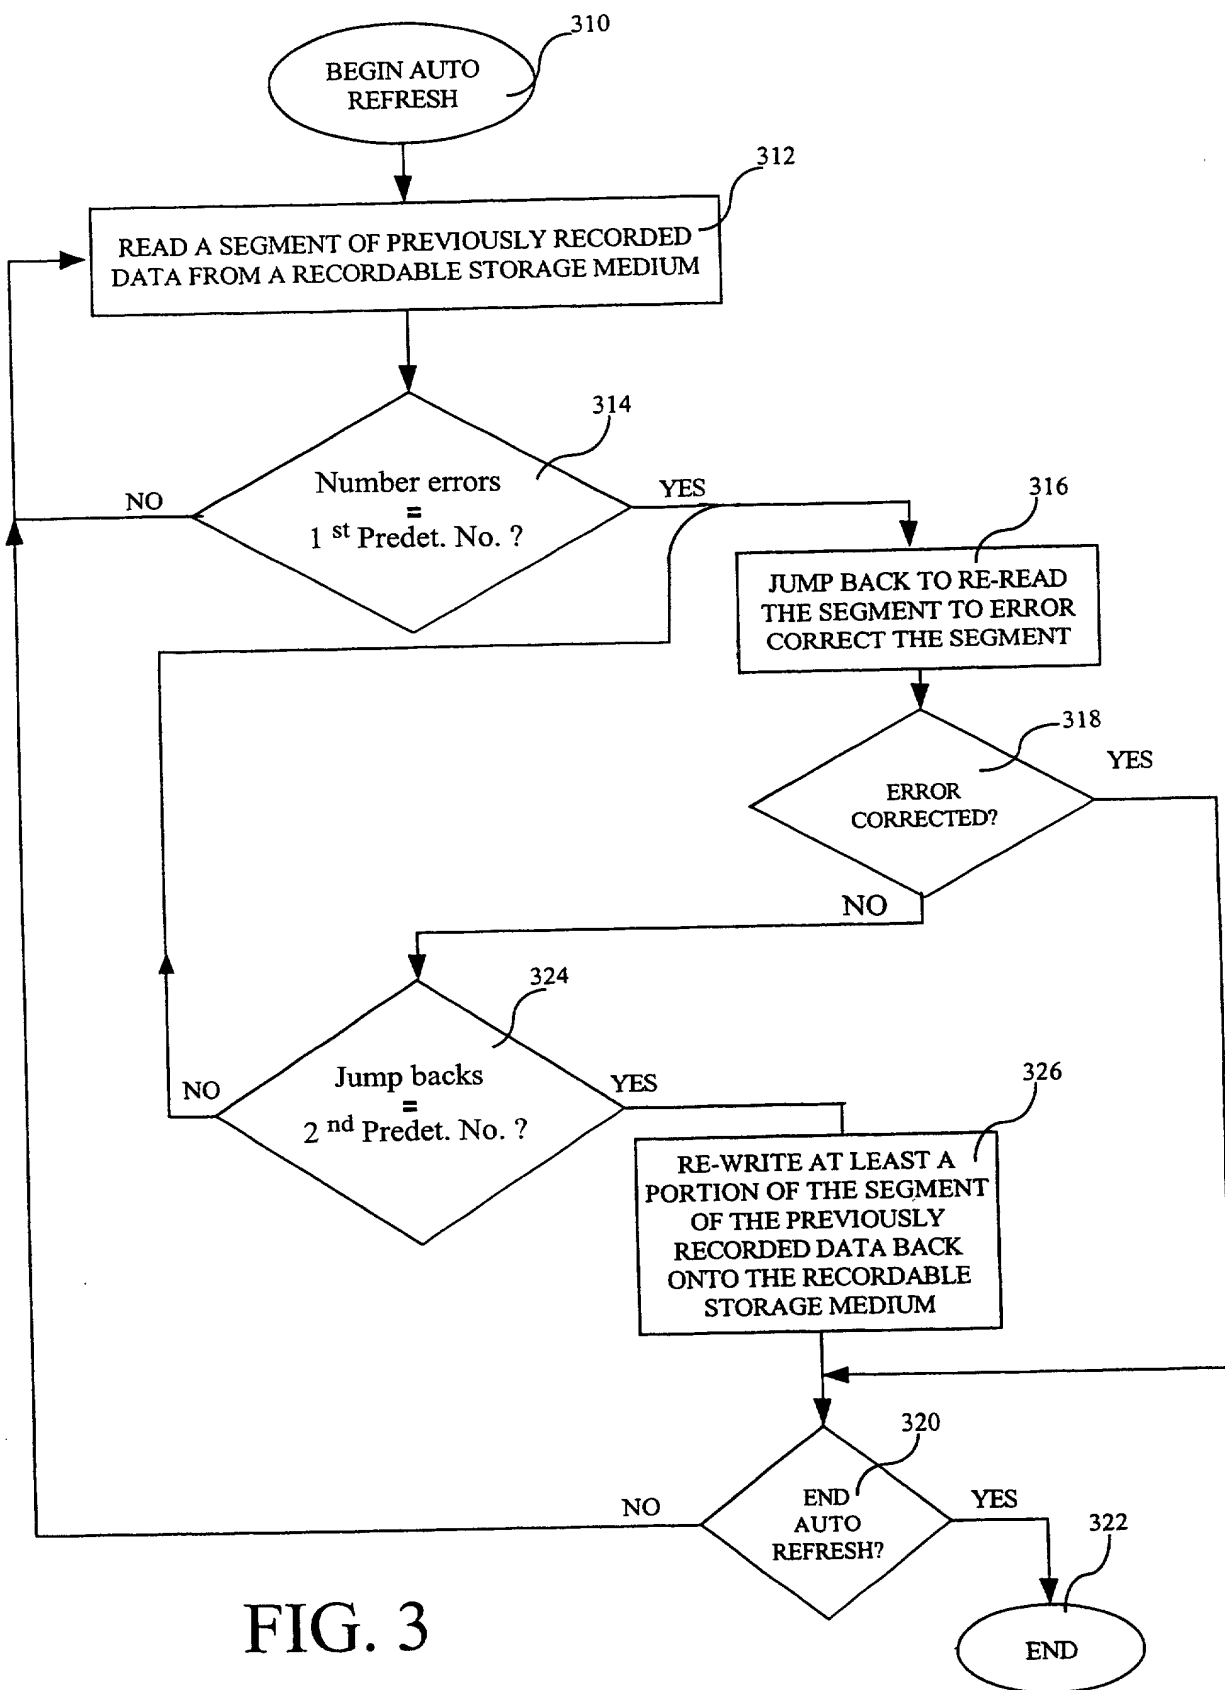 310
BEGIN AUTO
REFRESH
312
READ A SEGMENT OF PREVIOUSLY RECORDED
DATA FROM A RECORDABLE STORAGE MEDIUM
314
Number errors
=
1 st Predet. No. ?
NO
YES
316
JUMP BACK TO RE-READ
THE SEGMENT TO ERROR
CORRECT THE SEGMENT
318
YES
ERROR
CORRECTED?
NO
324
Jump backs
=
2 nd Predet. No. ?
NO
YES
326
RE-WRITE AT LEAST A
PORTION OF THE SEGMENT
OF THE PREVIOUSLY
RECORDED DATA BACK
ONTO THE RECORDABLE
STORAGE MEDIUM
320
END
AUTO
REFRESH?
NO
YES
322
END
FIG. 3